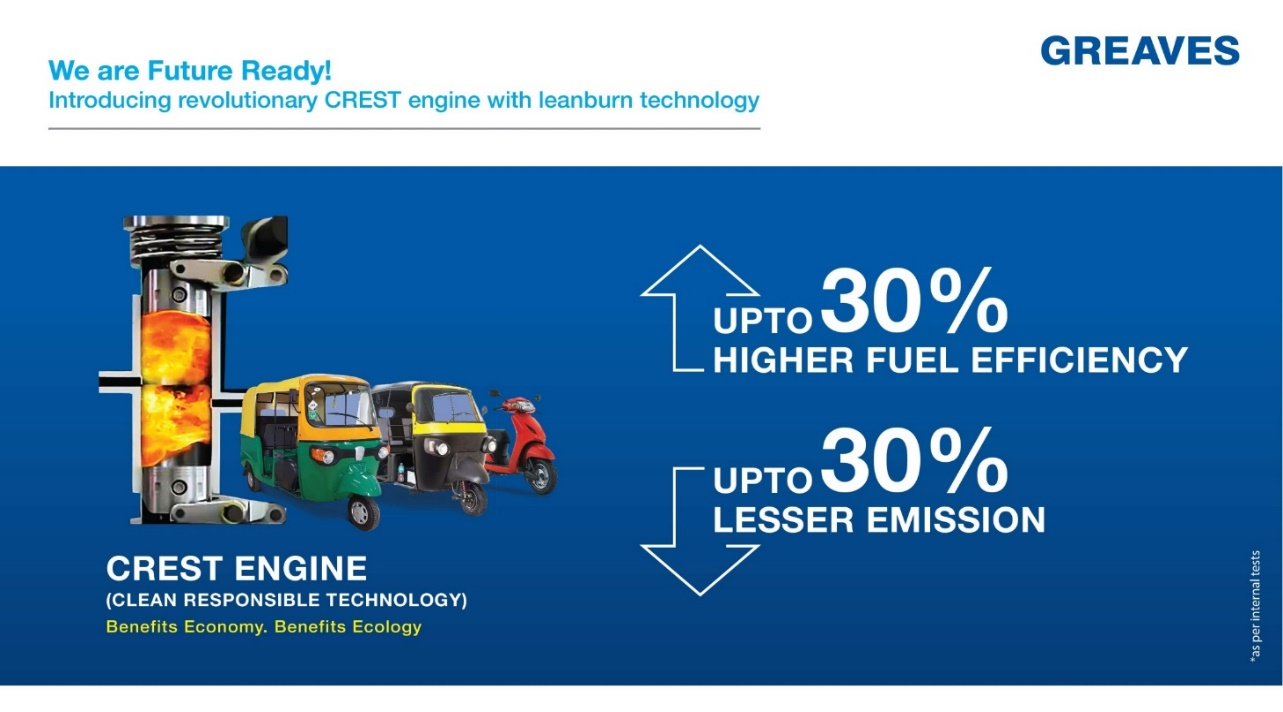 GREAVES
We are Future Ready!
Introducing revolutionary CREST engine with leanburn technology
UPTO 30%
HIGHER FUEL EFFICIENCY
UPTO 30%
LESSER EMISSION
CREST ENGINE
(CLEAN RESPONSIBLE TECHNOLOGY)
Benefits Economy. Benefits Ecology
*as per internal tests